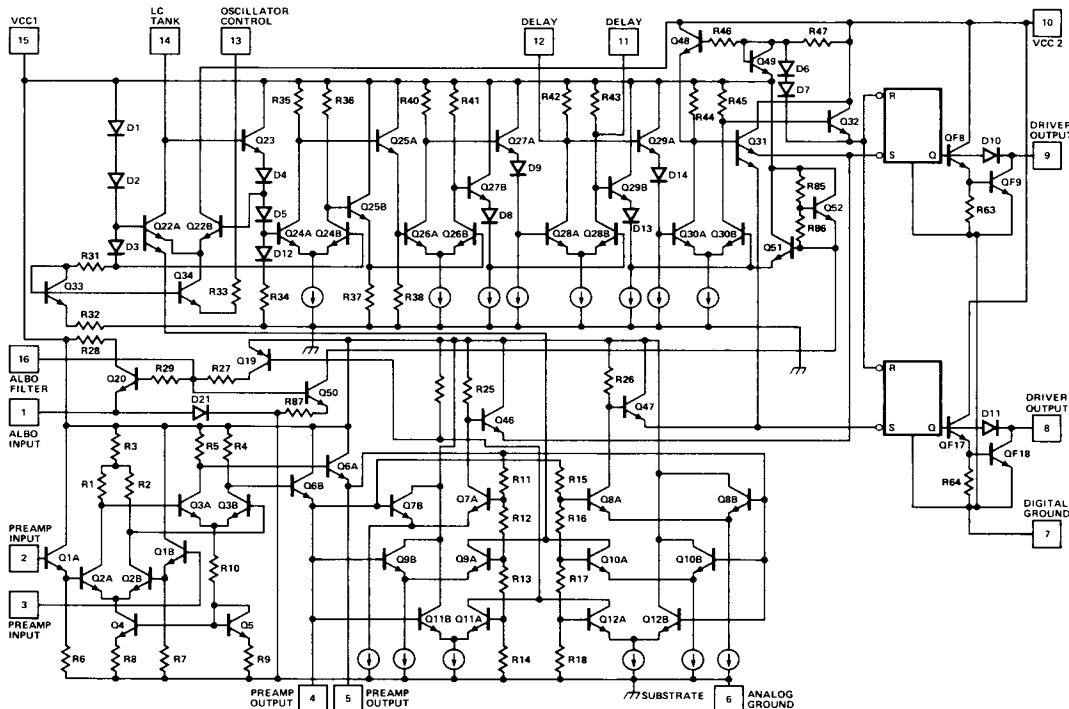 VCC1
15
LC
TANK
14
OSCILLATOR
CONTROL
13
DELAY
12
DELAY
11
10
VCC 2
Q48
R46
Q49
R47
D6
D7
R35
R36
R40
R41
R42
R43
R44
R45
Q32
R
S
Q
QF8
D10
DRIVER
OUTPUT
9
QF9
R63
D1
D2
D3
Q23
D4
D5
D12
Q25A
Q25B
Q27A
D9
Q27B
D8
Q29A
D14
Q29B
D13
Q31
R85
R86
Q52
Q51
Q22A
Q22B
Q24A
Q24B
Q26A
Q26B
Q28A
Q28B
Q30A
Q30B
R31
Q33
Q34
R33
R34
R37
R38
R32
R28
16
ALBO
FILTER
Q20
R29
R27
Q19
Q50
D21
R87
1
ALBO
INPUT
R25
Q46
R26
Q47
R
S
Q
QF17
D11
DRIVER
OUTPUT
8
QF18
R64
DIGITAL
GROUND
7
R3
R5
R4
R1
R2
Q3A
Q3B
Q6A
Q6B
Q7B
Q7A
R11
R12
R15
R16
Q8A
Q8B
PREAMP
INPUT
2
Q1A
Q1B
Q2A
Q2B
R10
Q9B
Q9A
R13
R17
Q10A
Q10B
3
PREAMP
INPUT
Q4
Q5
Q11B
Q11A
Q12A
Q12B
R6
R8
R7
R9
R14
R18
PREAMP
OUTPUT
4
5
PREAMP
OUTPUT
SUBSTRATE
6
ANALOG
GROUND